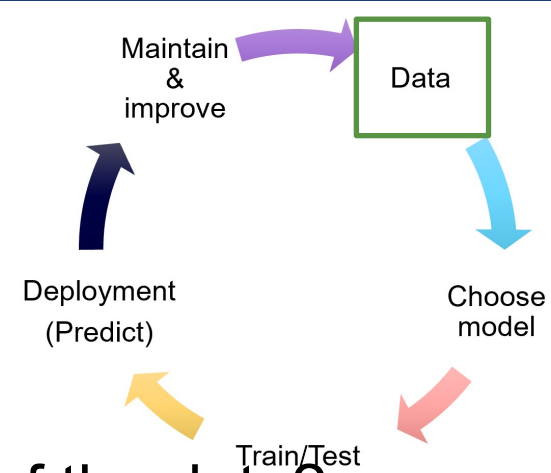 Maintain
&
improve
Data
Choose
model
Train/Test
Deployment
(Predict)